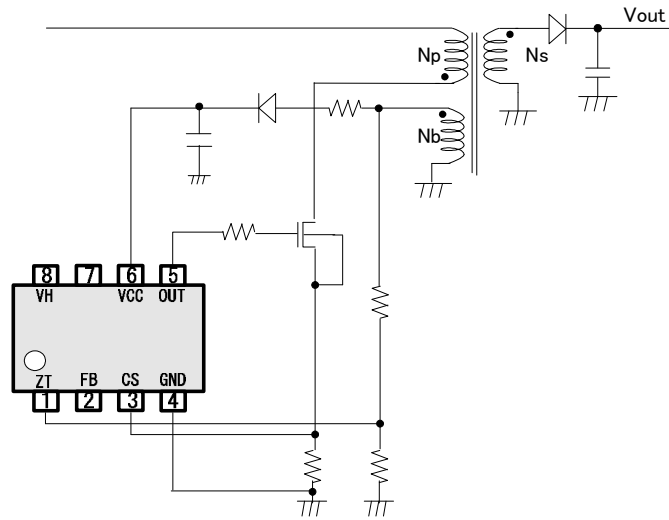 Vout
Np
Ns
Nb
8 7 6 5
VH VCC OUT
ZT FB CS GND
1 2 3 4